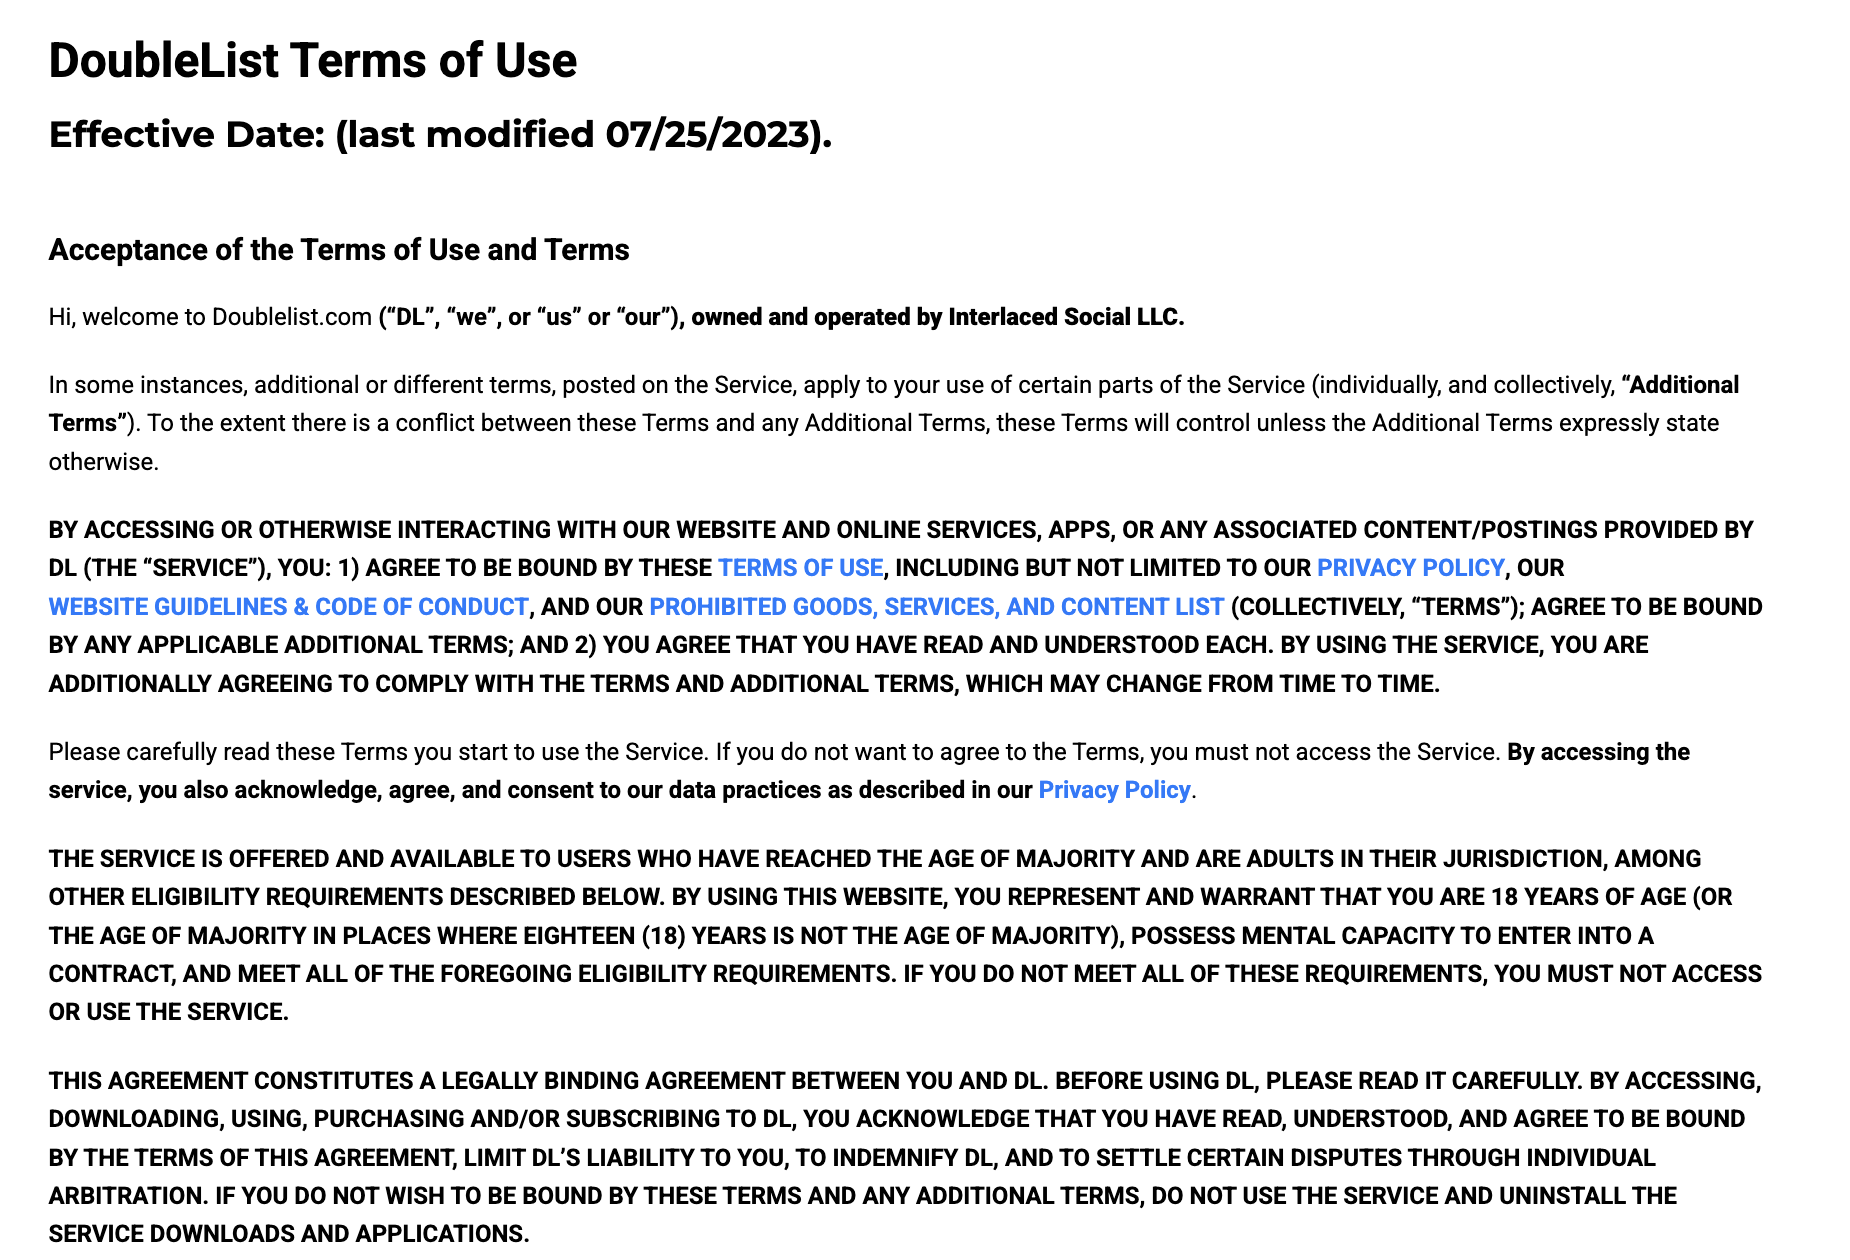 DoubleList Terms of Use
Effective Date: (last modified 07/25/2023).
Acceptance of the Terms of Use and Terms
Hi, welcome to Doublelist.com (“DL”, “we”, or “us” or “our”), owned and operated by Interlaced Social LLC.
In some instances, additional or different terms, posted on the Service, apply to your use of certain parts of the Service (individually, and collectively, “Additional
Terms”). To the extent there is a conflict between these Terms and any Additional Terms, these Terms will control unless the Additional Terms expressly state
otherwise.
BY ACCESSING OR OTHERWISE INTERACTING WITH OUR WEBSITE AND ONLINE SERVICES, APPS, OR ANY ASSOCIATED CONTENT/POSTINGS PROVIDED BY
DL (THE “SERVICE”), YOU: 1) AGREE TO BE BOUND BY THESE TERMS OF USE, INCLUDING BUT NOT LIMITED TO OUR PRIVACY POLICY, OUR
WEBSITE GUIDELINES & CODE OF CONDUCT, AND OUR PROHIBITED GOODS, SERVICES, AND CONTENT LIST (COLLECTIVELY, “TERMS”); AGREE TO BE BOUND
BY ANY APPLICABLE ADDITIONAL TERMS; AND 2) YOU AGREE THAT YOU HAVE READ AND UNDERSTOOD EACH. BY USING THE SERVICE, YOU ARE
ADDITIONALLY AGREEING TO COMPLY WITH THE TERMS AND ADDITIONAL TERMS, WHICH MAY CHANGE FROM TIME TO TIME.
Please carefully read these Terms you start to use the Service. If you do not want to agree to the Terms, you must not access the Service. By accessing the
service, you also acknowledge, agree, and consent to our data practices as described in our Privacy Policy.
THE SERVICE IS OFFERED AND AVAILABLE TO USERS WHO HAVE REACHED THE AGE OF MAJORITY AND ARE ADULTS IN THEIR JURISDICTION, AMONG
OTHER ELIGIBILITY REQUIREMENTS DESCRIBED BELOW. BY USING THIS WEBSITE, YOU REPRESENT AND WARRANT THAT YOU ARE 18 YEARS OF AGE (OR
THE AGE OF MAJORITY IN PLACES WHERE EIGHTEEN (18) YEARS IS NOT THE AGE OF MAJORITY), POSSESS MENTAL CAPACITY TO ENTER INTO A
CONTRACT, AND MEET ALL OF THE FOREGOING ELIGIBILITY REQUIREMENTS. IF YOU DO NOT MEET ALL OF THESE REQUIREMENTS, YOU MUST NOT ACCESS
OR USE THE SERVICE.
THIS AGREEMENT CONSTITUTES A LEGALLY BINDING AGREEMENT BETWEEN YOU AND DL. BEFORE USING DL, PLEASE READ IT CAREFULLY. BY ACCESSING,
DOWNLOADING, USING, PURCHASING AND/OR SUBSCRIBING TO DL, YOU ACKNOWLEDGE THAT YOU HAVE READ, UNDERSTOOD, AND AGREE TO BE BOUND
BY THE TERMS OF THIS AGREEMENT, LIMIT DL’S LIABILITY TO YOU, TO INDEMNIFY DL, AND TO SETTLE CERTAIN DISPUTES THROUGH INDIVIDUAL
ARBITRATION. IF YOU DO NOT WISH TO BE BOUND BY THESE TERMS AND ANY ADDITIONAL TERMS, DO NOT USE THE SERVICE AND UNINSTALL THE
SERVICE DOWNLOADS AND APPLICATIONS.